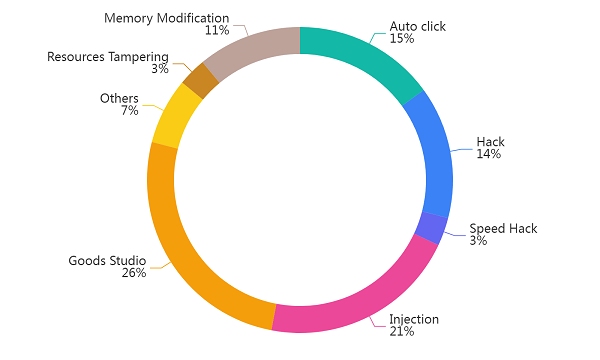 Memory Modification
11%
Auto click
15%
Resources Tampering
3%
Others
7%
Hack
14%
Speed Hack
3%
Goods Studio
26%
Injection
21%